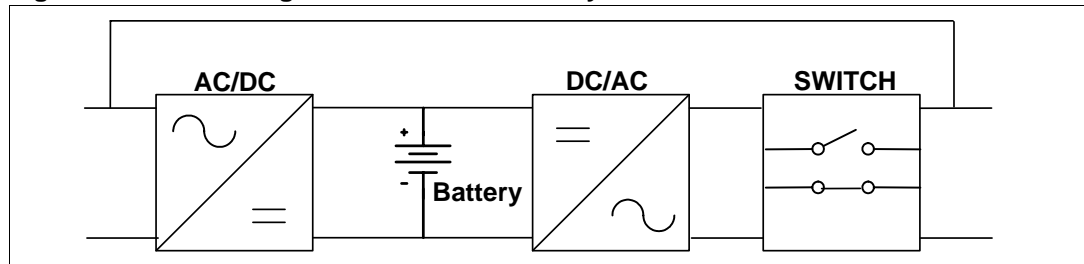 AC/DC
DC/AC
SWITCH
+
-
Battery